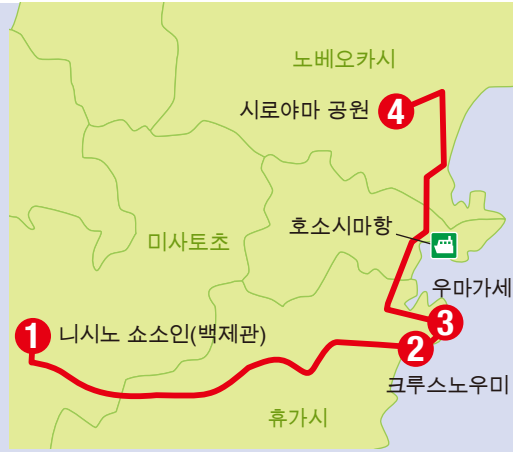 노베오카시
시로야마 공원
4
호소시마항
미사토초
우마가세
3
1
니시노 쇼소인(백제관)
2
크루스노우미
휴가시